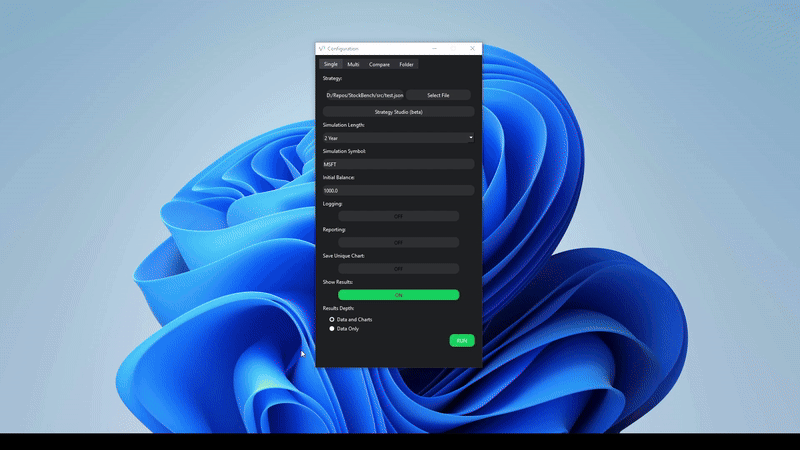 Configuration
Single Multi Compare Folder
Strategy:
D:/Repos/StockBench/src/test.json Select File
Strategy Studio (beta)
Simulation Length:
2 Year
Simulation Symbol:
MSFT
Initial Balance:
1000.0
Logging:
OFF
Reporting:
OFF
Save Unique Chart:
OFF
Show Results:
ON
Results Depth:
Data and Charts
Data Only
RUN